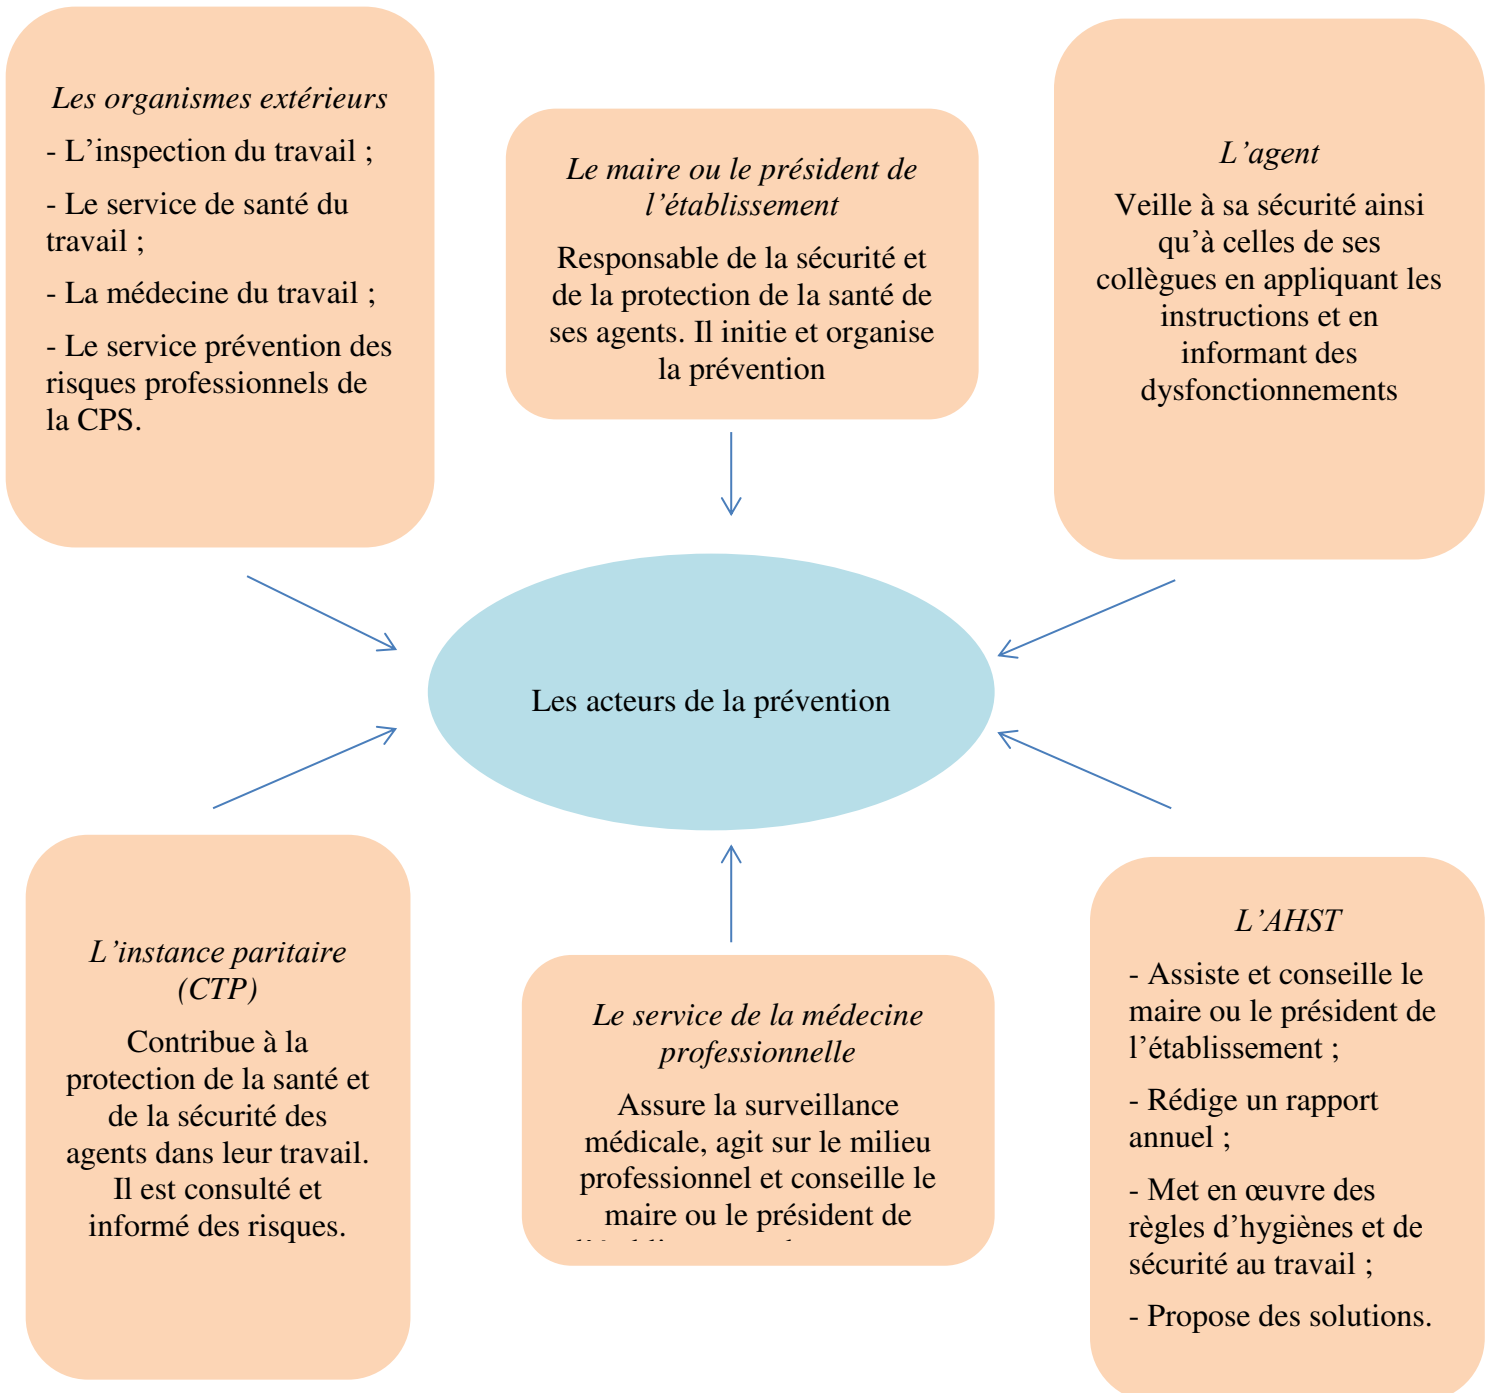 Les organismes extérieurs
- L'inspection du travail ;
- Le service de santé du
travail ;
- La médecine du travail ;
- Le service prévention des
risques professionnels de
la CPS.
Le maire ou le président de
l'établissement
Responsable de la sécurité et
de la protection de la santé de
ses agents. Il initie et organise
la prévention
L'agent
Veille à sa sécurité ainsi
qu'à celles de ses
collègues en appliquant les
instructions et en
informant des
dysfonctionnements
Les acteurs de la prévention
L'instance paritaire
(CTP)
Contribue à la
protection de la santé et
de la sécurité des
agents dans leur travail.
Il est consulté et
informé des risques.
Le service de la médecine
professionnelle
Assure la surveillance
médicale, agit sur le milieu
professionnel et conseille le
maire ou le président de
L'AHST
- Assiste et conseille le
maire ou le président de
l'établissement ;
- Rédige un rapport
annuel ;
- Met en œuvre des
règles d'hygiènes et de
sécurité au travail ;
- Propose des solutions.